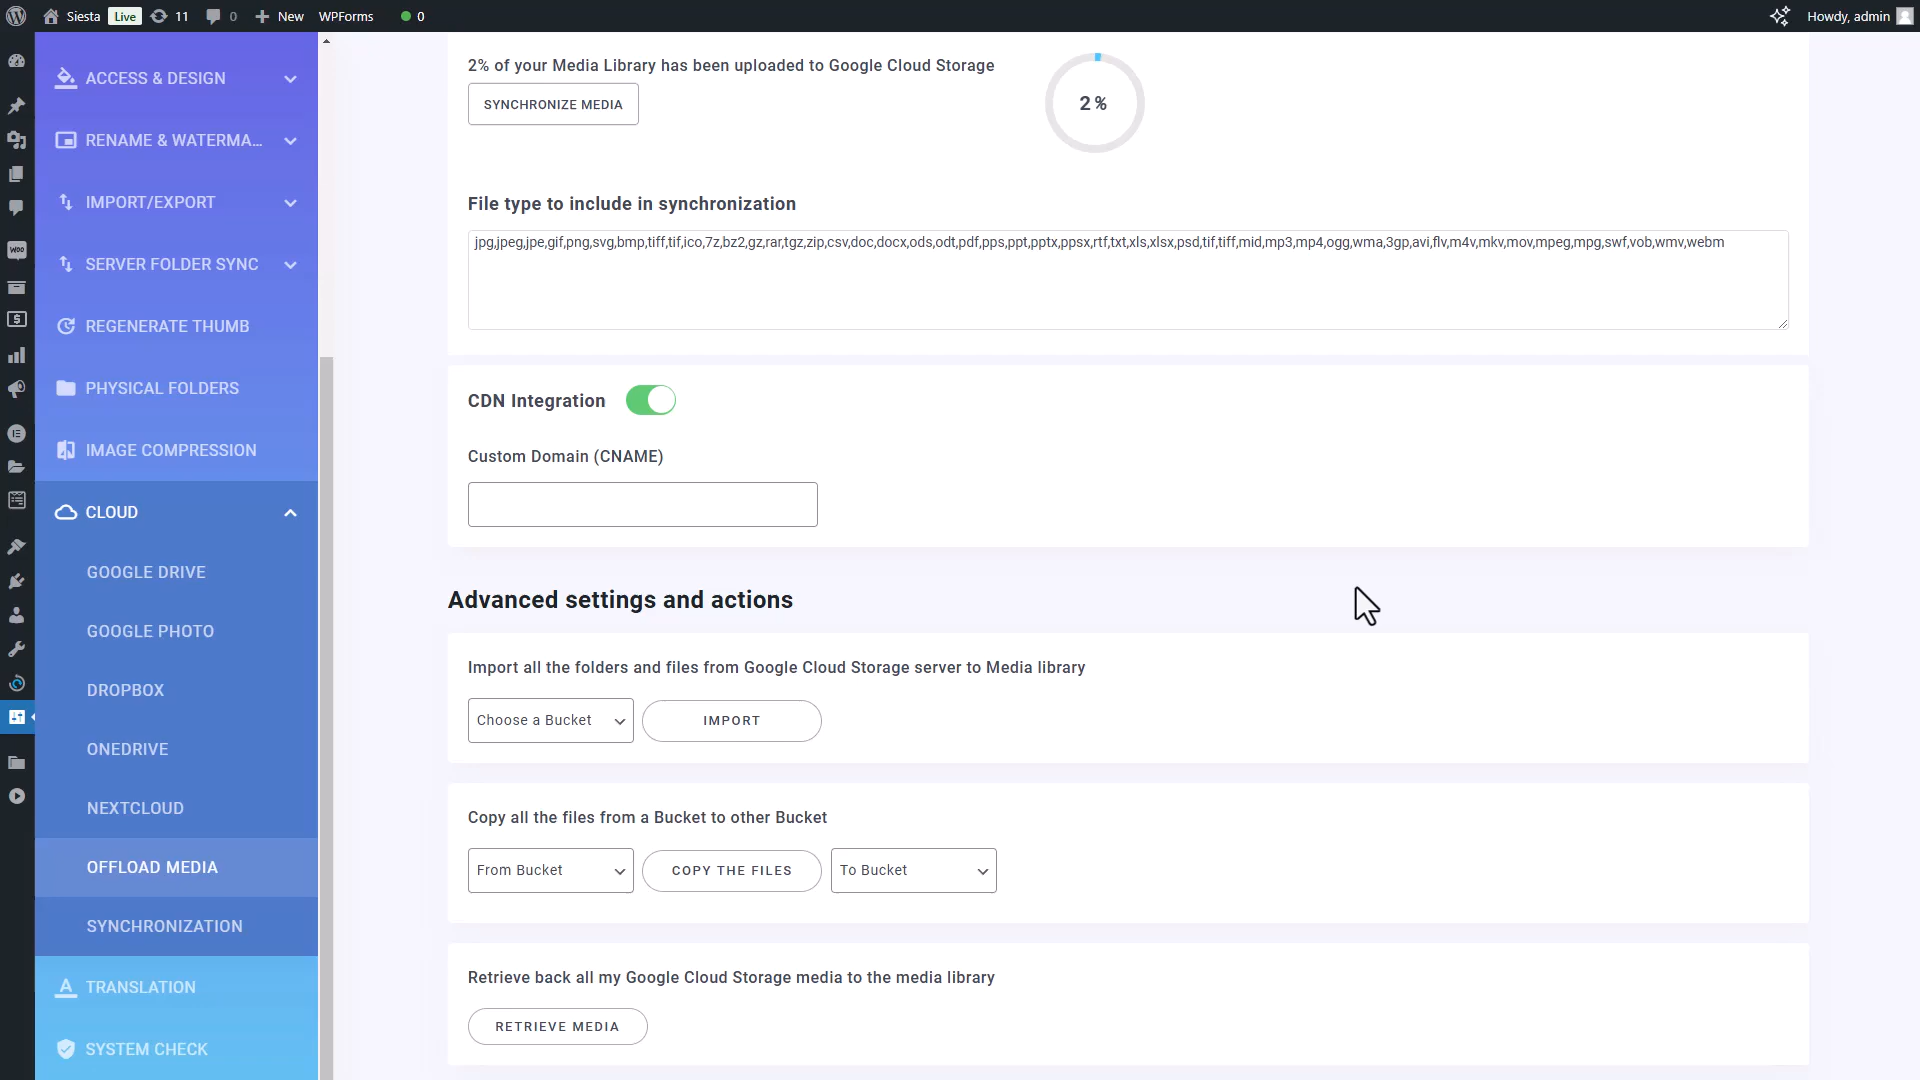 Siesta Live 11 0 New WPForms 0
Howdy, admin
ACCESS & DESIGN
RENAME & WATERMA...
IMPORT/EXPORT
SERVER FOLDER SYNC
REGENERATE THUMB
PHYSICAL FOLDERS
IMAGE COMPRESSION
CLOUD
GOOGLE DRIVE
GOOGLE PHOTO
DROPBOX
ONEDRIVE
NEXTCLOUD
OFFLOAD MEDIA
SYNCHRONIZATION
TRANSLATION
SYSTEM CHECK
2% of your Media Library has been uploaded to Google Cloud Storage
SYNCHRONIZE MEDIA
2 %
File type to include in synchronization
jpg,jpeg,jpe,gif,png,svg,bmp,tiff,tif,ico,7z,bz2,gz,rar,tgz,zip,csv,doc,docx,ods,odt,pdf,pps,ppt,pptx,ppsx,rtf,txt,xls,xlsx,psd,tif,tiff,mid,mp3,mp4,ogg,wma,3gp,avi,flv,m4v,mkv,mov,mpeg,mpg,swf,vob,wmv,webm
CDN Integration
Custom Domain (CNAME)
Advanced settings and actions
Import all the folders and files from Google Cloud Storage server to Media library
Choose a Bucket IMPORT
Copy all the files from a Bucket to other Bucket
From Bucket COPY THE FILES To Bucket
Retrieve back all my Google Cloud Storage media to the media library
RETRIEVE MEDIA